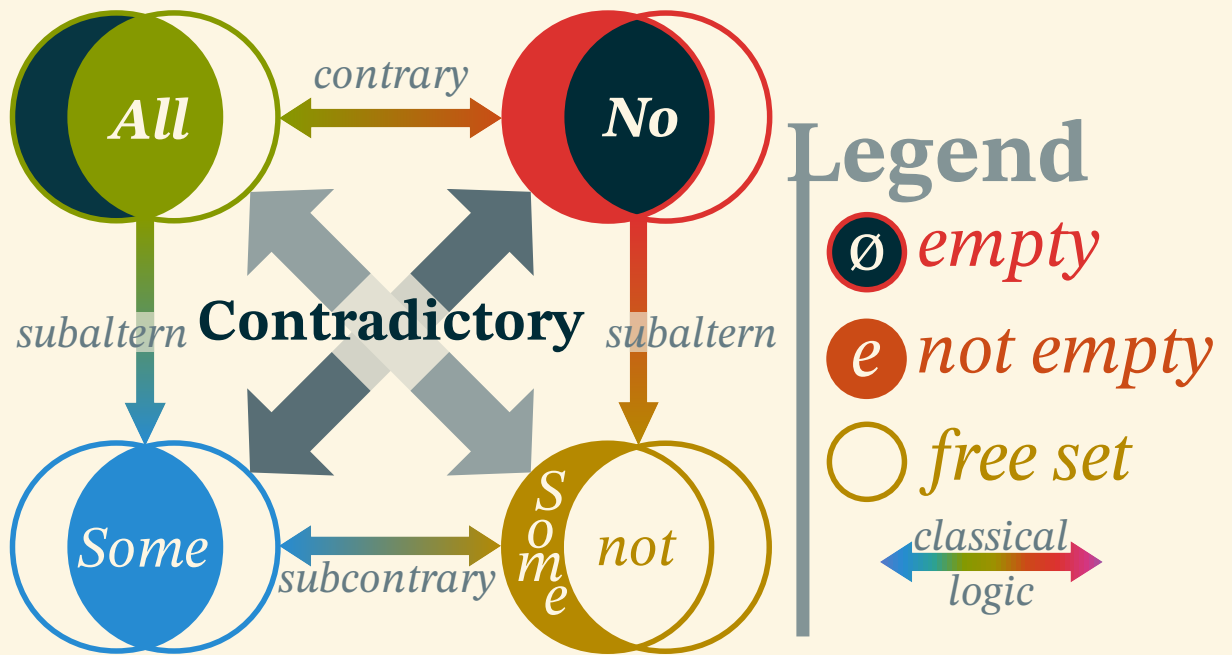 All
contrary
No
Legend
Ø empty
subaltern
Contradictory
subaltern
e not empty
free set
Some
subcontrary
Some
not
classical
logic